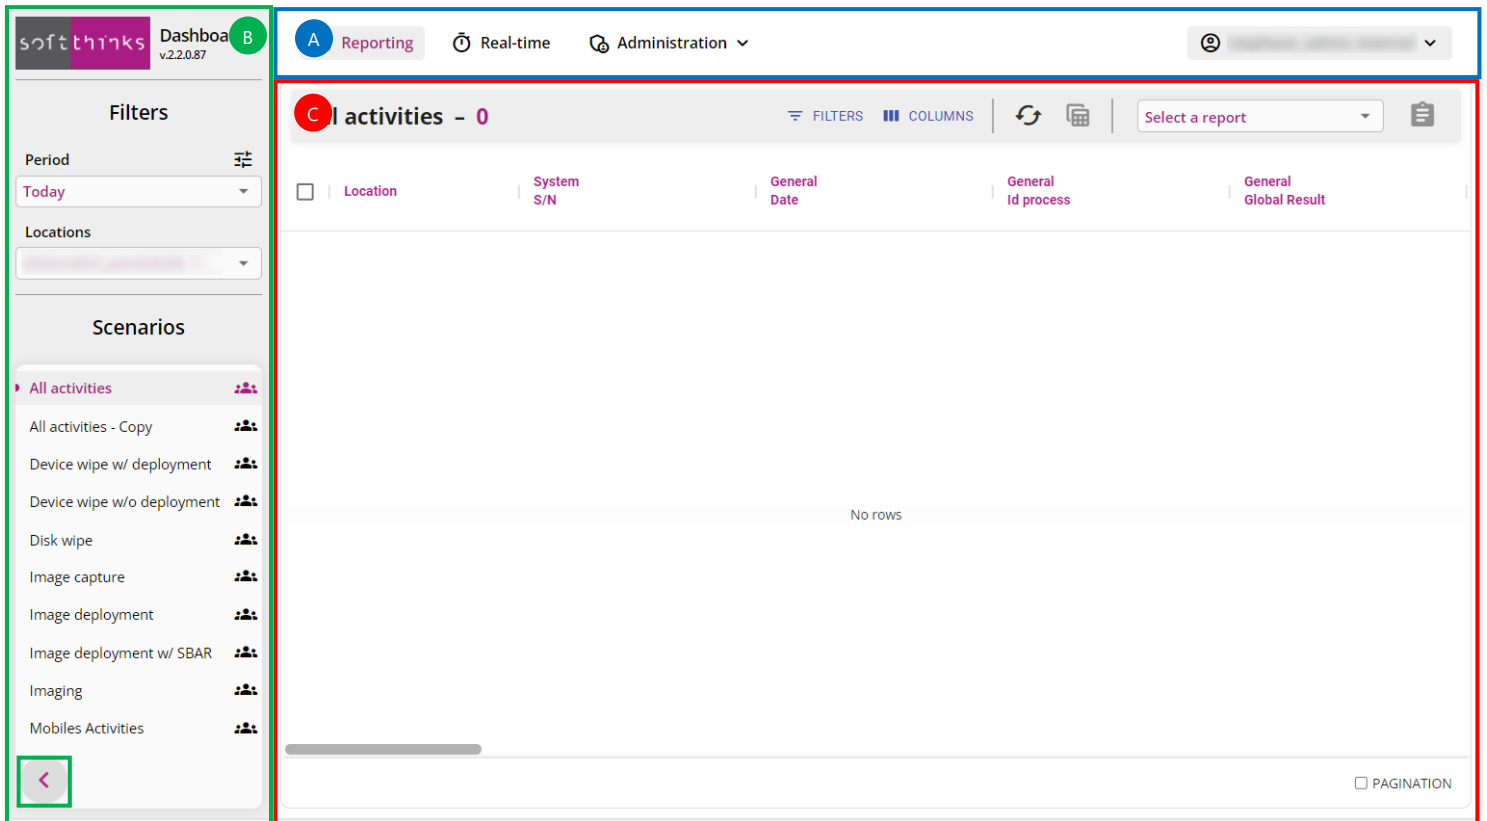 softthinks
Dashboa
v.2.2.0.87
B
Filters
Period
Today
Locations
Scenarios
All activities
All activities - Copy
Device wipe w/ deployment
Device wipe w/o deployment
Disk wipe
Image capture
Image deployment
Image deployment w/ SBAR
Imaging
Mobiles Activities
A
Reporting
Real-time
Administration
C
ll activities – 0
FILTERS
COLUMNS
Select a report
Location
System
S/N
General
Date
General
Id process
General
Global Result
No rows
PAGINATION